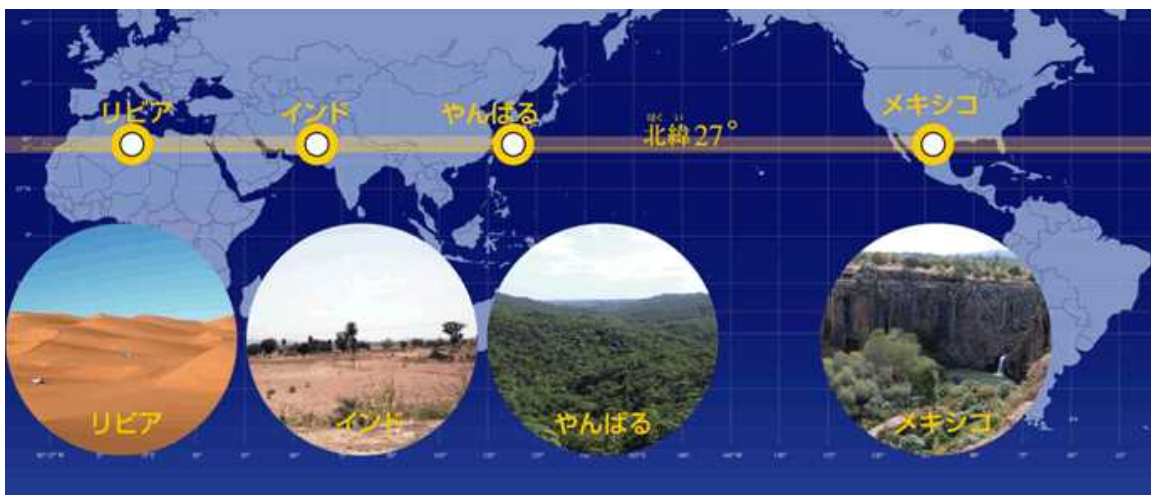 リビア
インド
やんばる
メキシコ
ほくい
北緯27°
リビア
インド
やんばる
メキシコ